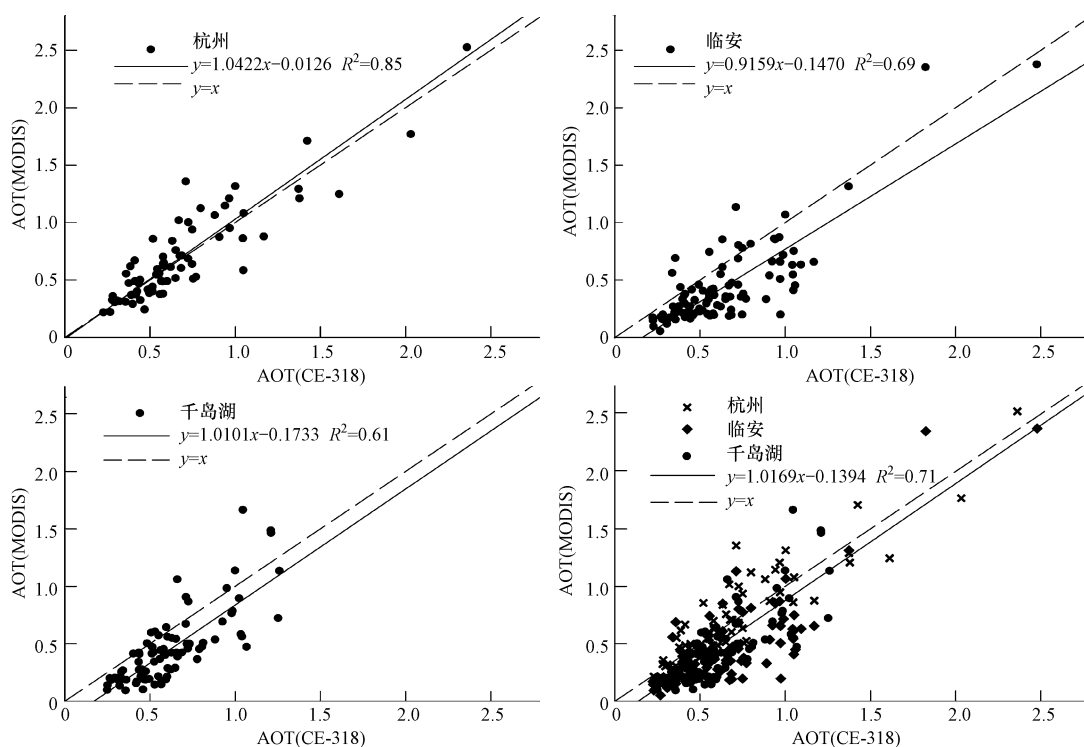 2.5
2.0
1.5
1.0
0.5
0
AOT(MODIS)
杭州
y=1.0422x−0.0126 R²=0.85
y=x
0 0.5 1.0 1.5 2.0 2.5
AOT(CE-318)
2.5
2.0
1.5
1.0
0.5
0
AOT(MODIS)
临安
y=0.9159x−0.1470 R²=0.69
y=x
0 0.5 1.0 1.5 2.0 2.5
AOT(CE-318)
2.5
2.0
1.5
1.0
0.5
0
AOT(MODIS)
千岛湖
y=1.0101x−0.1733 R²=0.61
y=x
0 0.5 1.0 1.5 2.0 2.5
AOT(CE-318)
2.5
2.0
1.5
1.0
0.5
0
AOT(MODIS)
杭州
临安
千岛湖
y=1.0169x−0.1394 R²=0.71
y=x
0 0.5 1.0 1.5 2.0 2.5
AOT(CE-318)